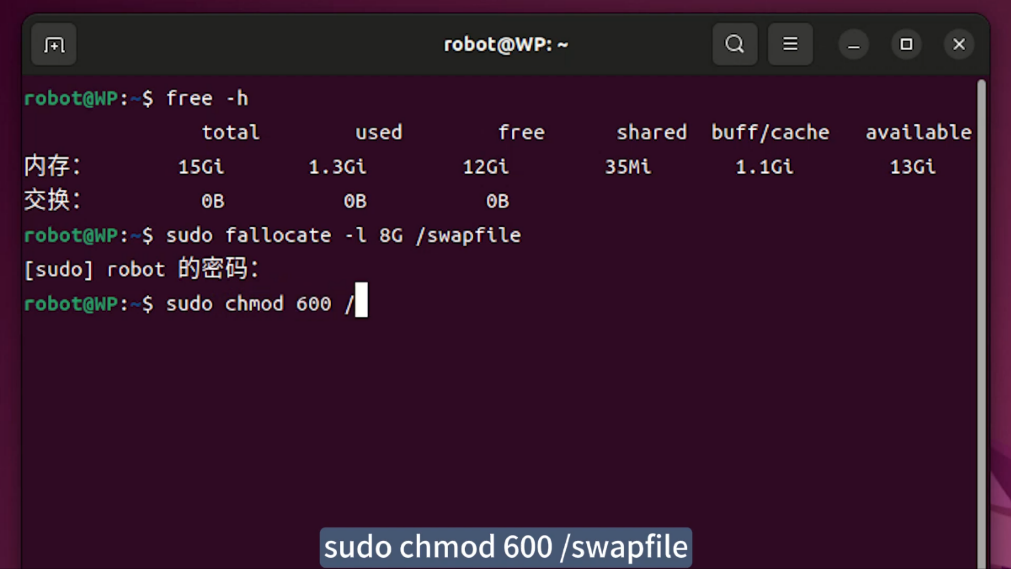 robot@WP: ~
robot@WP:~$ free -h
total used free shared buff/cache available
内存： 15Gi 1.3Gi 12Gi 35Mi 1.1Gi 13Gi
交换： 0B 0B 0B
robot@WP:~$ sudo fallocate -l 8G /swapfile
[sudo] robot 的密码：
robot@WP:~$ sudo chmod 600 /
sudo chmod 600 /swapfile